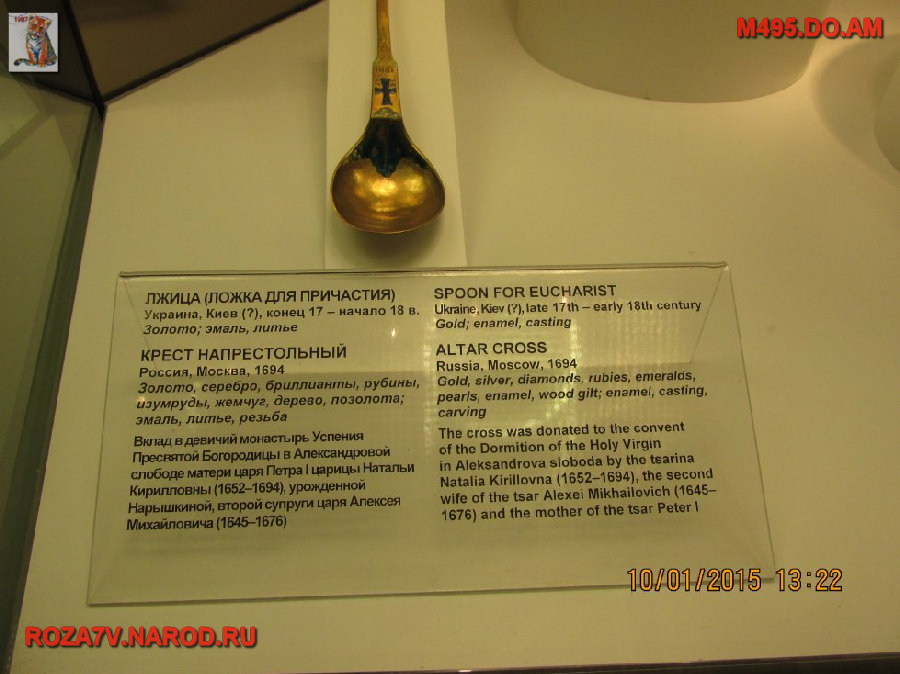 1987
M495.DO.AM
ЛЖИЦА (ЛОЖКА ДЛЯ ПРИЧАСТИЯ)
Украина, Киев (?), конец 17 – начало 18 в.
Золото; эмаль, литье
КРЕСТ НАПРЕСТОЛЬНЫЙ
Россия, Москва, 1694
Золото, серебро, бриллианты, рубины,
изумруды, жемчуг, дерево, позолота;
эмаль, литье, резьба
Вклад в девичий монастырь Успения
Пресвятой Богородицы в Александровой
слободе матери царя Петра I царицы Натальи
Кирилловны (1652–1694), урожденной
Нарышкиной, второй супруги царя Алексея
Михайловича (1645–1676)
SPOON FOR EUCHARIST
Ukraine, Kiev (?), late 17th – early 18th century
Gold; enamel, casting
ALTAR CROSS
Russia, Moscow, 1694
Gold, silver, diamonds, rubies, emeralds,
pearls, enamel, wood gilt; enamel, casting,
carving
The cross was donated to the convent
of the Dormition of the Holy Virgin
in Aleksandrova sloboda by the tsarina
Natalia Kirillovna (1652–1694), the second
wife of the tsar Alexei Mikhailovich (1645–
1676) and the mother of the tsar Peter I
10/01/2015 13:22
ROZA7V.NAROD.RU